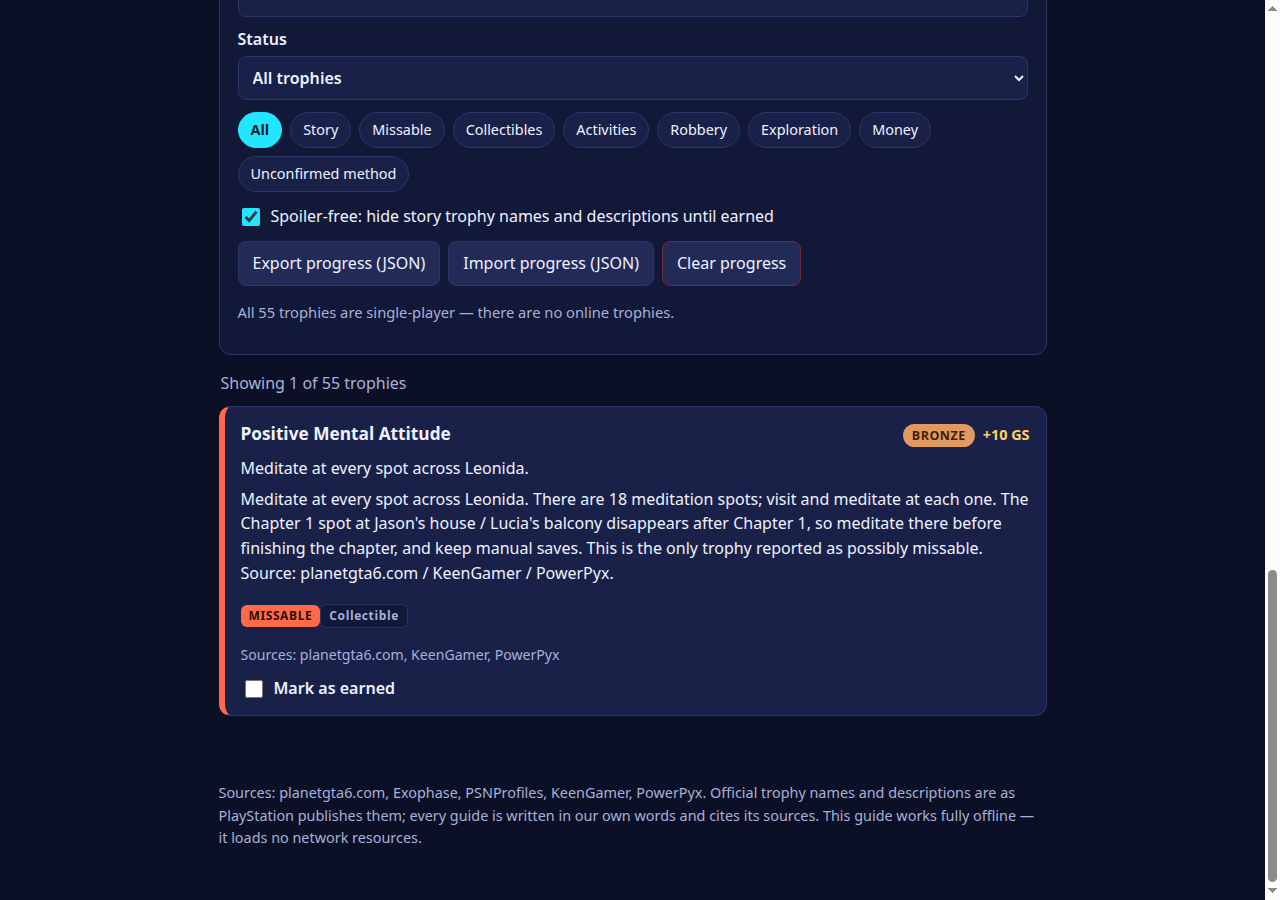 Status
All trophies
All Story Missable Collectibles Activities Robbery Exploration Money
Unconfirmed method
Spoiler-free: hide story trophy names and descriptions until earned
Export progress (JSON) Import progress (JSON) Clear progress
All 55 trophies are single-player — there are no online trophies.
Showing 1 of 55 trophies
Positive Mental Attitude BRONZE +10 GS
Meditate at every spot across Leonida.
Meditate at every spot across Leonida. There are 18 meditation spots; visit and meditate at each one. The
Chapter 1 spot at Jason's house / Lucia's balcony disappears after Chapter 1, so meditate there before
finishing the chapter, and keep manual saves. This is the only trophy reported as possibly missable.
Source: planetgta6.com / KeenGamer / PowerPyx.
MISSABLE Collectible
Sources: planetgta6.com, KeenGamer, PowerPyx
Mark as earned
Sources: planetgta6.com, Exophase, PSNProfiles, KeenGamer, PowerPyx. Official trophy names and descriptions are as
PlayStation publishes them; every guide is written in our own words and cites its sources. This guide works fully offline —
it loads no network resources.